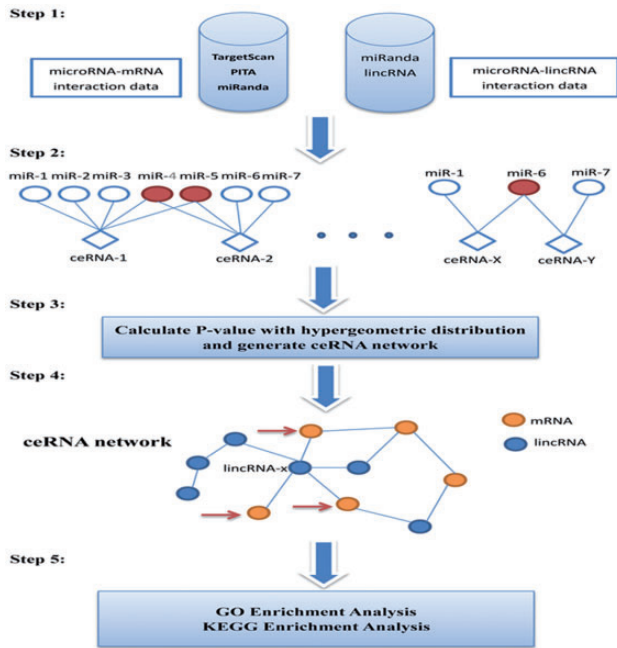 Step 1:
microRNA-mRNA
interaction data
TargetScan
PITA
miRanda
miRanda
lincRNA
microRNA-lincRNA
interaction data
Step 2:
miR-1 miR-2 miR-3 miR-4 miR-5 miR-6 miR-7
miR-1 miR-6 miR-7
ceRNA-1
ceRNA-2
ceRNA-X
ceRNA-Y
Step 3:
Calculate P-value with hypergeometric distribution
and generate ceRNA network
Step 4:
ceRNA network
lincRNA-x
mRNA
lincRNA
Step 5:
GO Enrichment Analysis
KEGG Enrichment Analysis